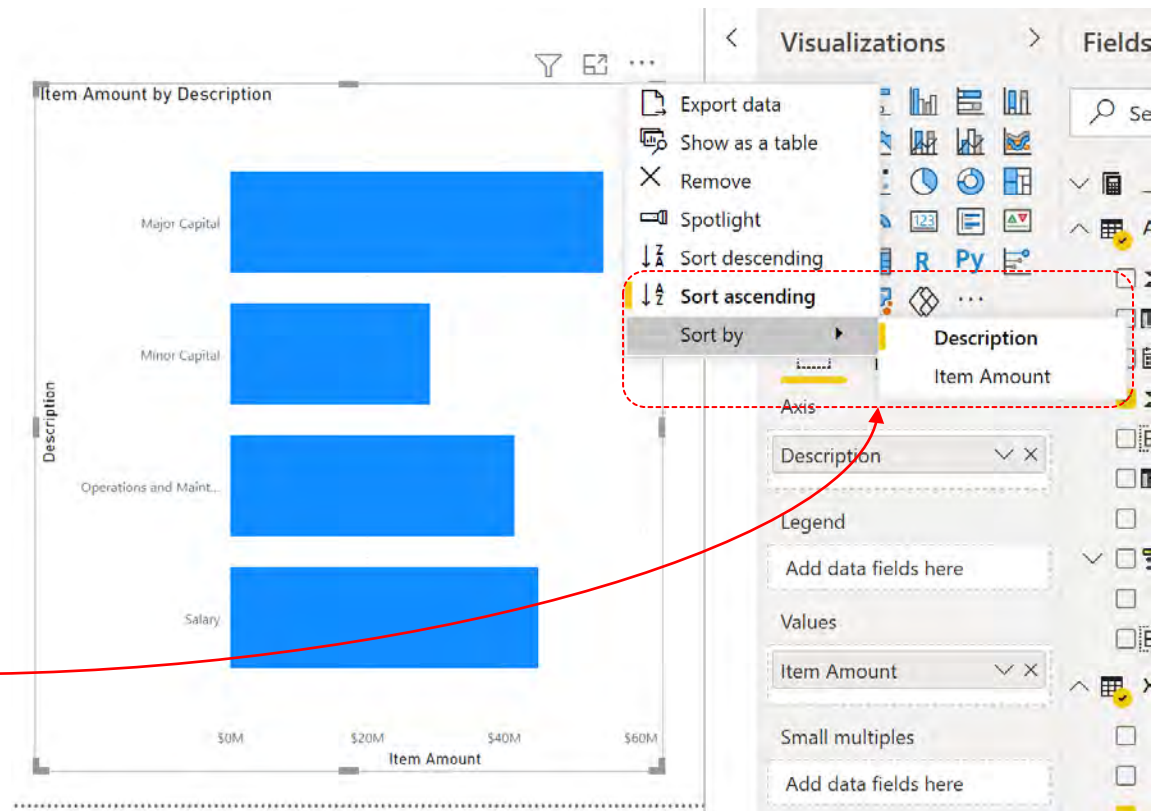 Visualizations
Fields
Item Amount by Description
Export data
Show as a table
Remove
Spotlight
Sort descending
Sort ascending
Sort by
Description
Item Amount
Se
123
R Py
Major Capital
Minor Capital
Operations and Maint...
Salary
Description
$0M $20M $40M $60M
Item Amount
Axis
Description
Legend
Add data fields here
Values
Item Amount
Small multiples
Add data fields here